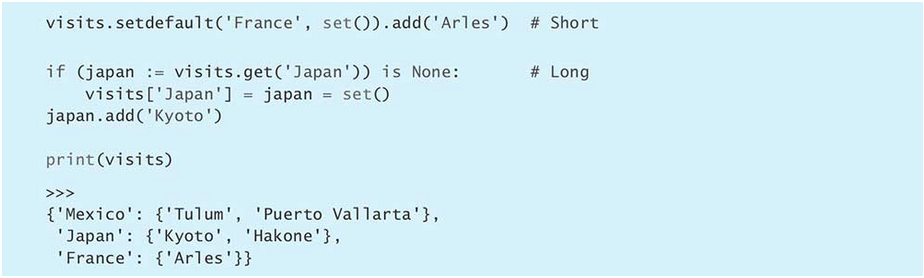 visits.setdefault('France', set()).add('Arles')  # Short
if (japan := visits.get('Japan')) is None:       # Long
    visits['Japan'] = japan = set()
japan.add('Kyoto')
print(visits)
>>>
{'Mexico': {'Tulum', 'Puerto Vallarta'},
 'Japan': {'Kyoto', 'Hakone'},
 'France': {'Arles'}}